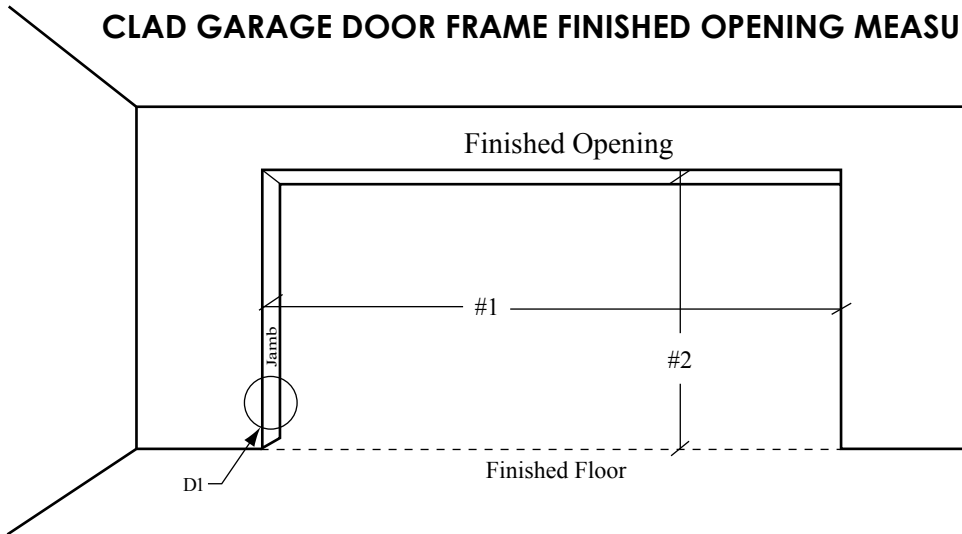 CLAD GARAGE DOOR FRAME FINISHED OPENING MEASU
Finished Opening
#1
Jamb
#2
Finished Floor
D1